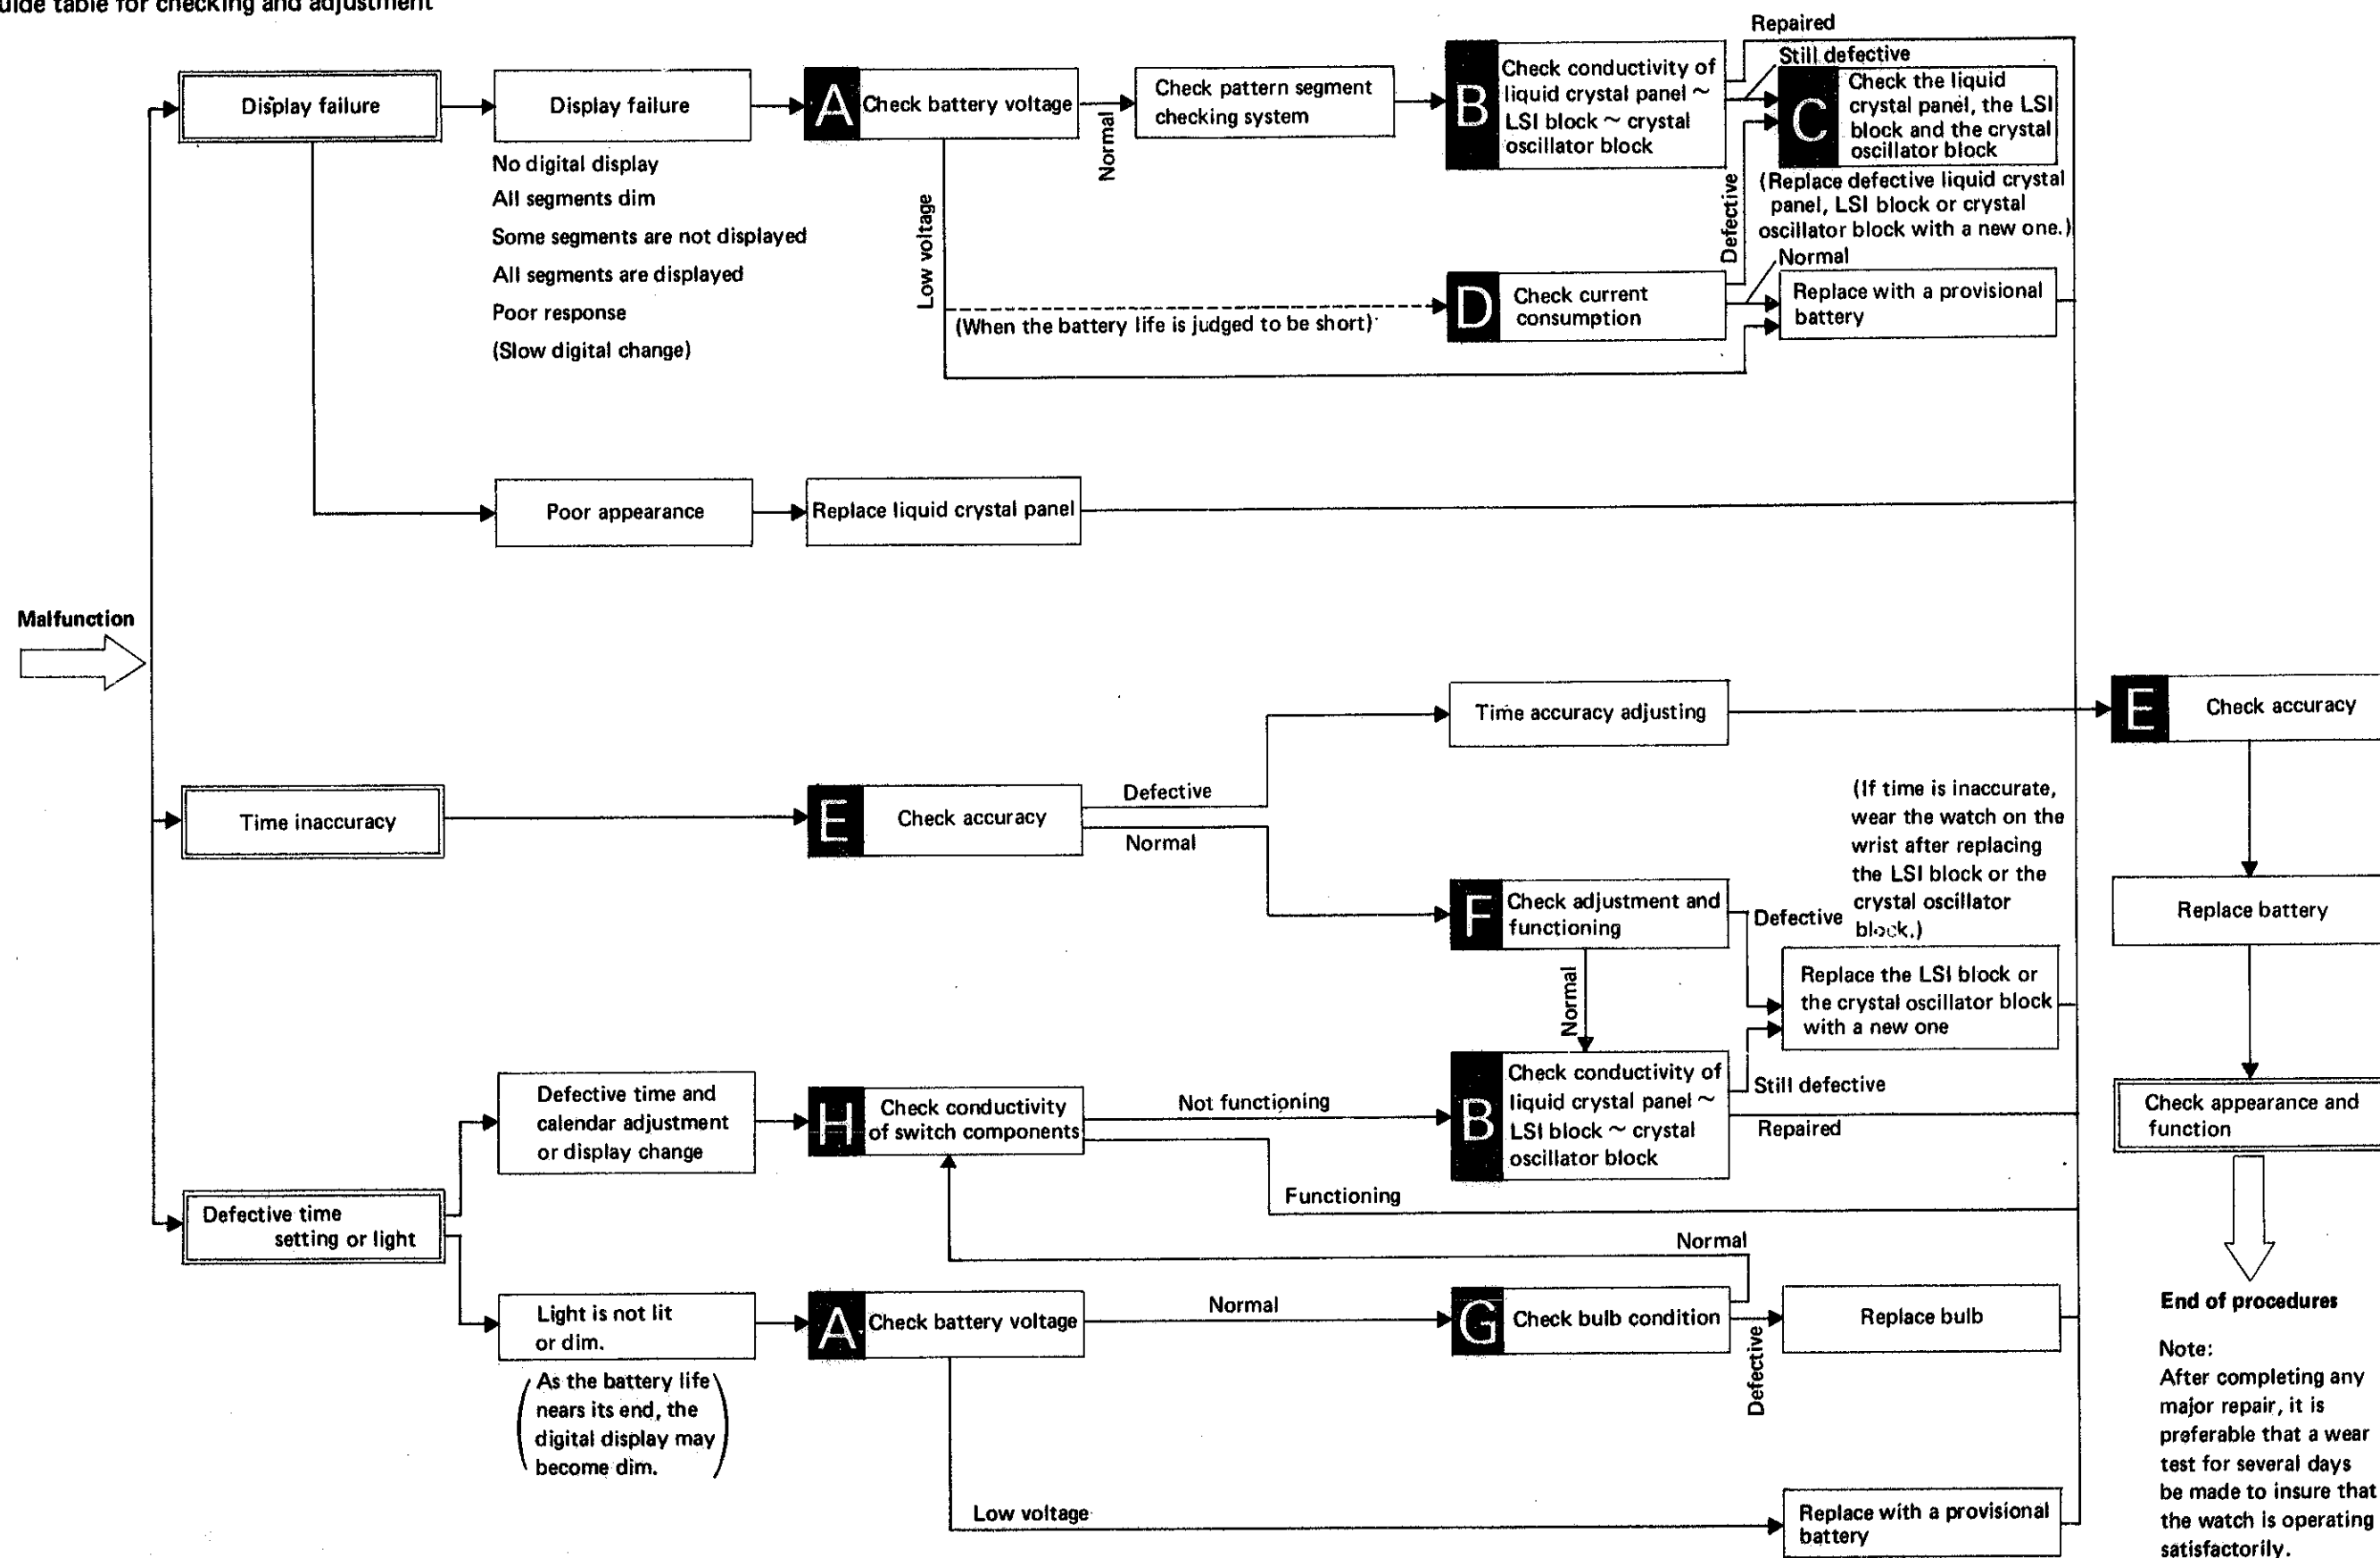 table for checking and adjustment
Malfunction
Display failure
Display failure
No digital display
All segments dim
Some segments are not displayed
All segments are displayed
Poor response
(Slow digital change)
A
Check battery voltage
Normal
Low voltage
Check pattern segment
checking system
B
Check conductivity of
liquid crystal panel ~
LSI block ~ crystal
oscillator block
Repaired
Still defective
C
Check the liquid
crystal panel, the LSI
block and the crystal
oscillator block
(Replace defective liquid crystal
panel, LSI block or crystal
oscillator block with a new one.)
Defective
(When the battery life is judged to be short)
D
Check current
consumption
Normal
Replace with a provisional
battery
Poor appearance
Replace liquid crystal panel
Time inaccuracy
E
Check accuracy
Defective
Normal
Time accuracy adjusting
F
Check adjustment and
functioning
Defective
Normal
(If time is inaccurate,
wear the watch on the
wrist after replacing
the LSI block or the
crystal oscillator
block.)
Replace the LSI block or
the crystal oscillator block
with a new one
Defective time
setting or light
Defective time and
calendar adjustment
or display change
H
Check conductivity
of switch components
Not functioning
Functioning
B
Check conductivity of
liquid crystal panel ~
LSI block ~ crystal
oscillator block
Still defective
Repaired
Light is not lit
or dim.
(As the battery life
nears its end, the
digital display may
become dim.)
A
Check battery voltage
Normal
Low voltage
G
Check bulb condition
Normal
Defective
Replace bulb
Replace with a provisional
battery
E
Check accuracy
Replace battery
Check appearance and
function
End of procedures
Note:
After completing any
major repair, it is
preferable that a wear
test for several days
be made to insure that
the watch is operating
satisfactorily.